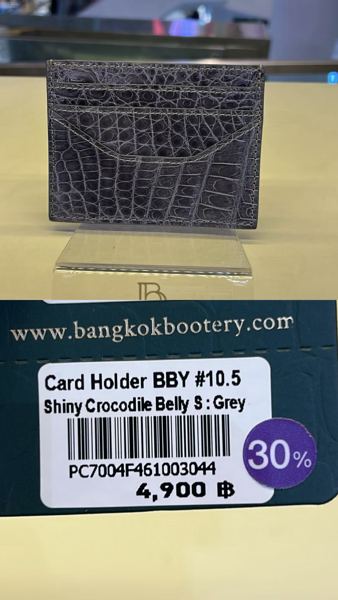 B
www.bangkokbootery.com
Card Holder BBY #10.5
Shiny Crocodile Belly S : Grey
PC7004F461003044
4,900 ฿
30%